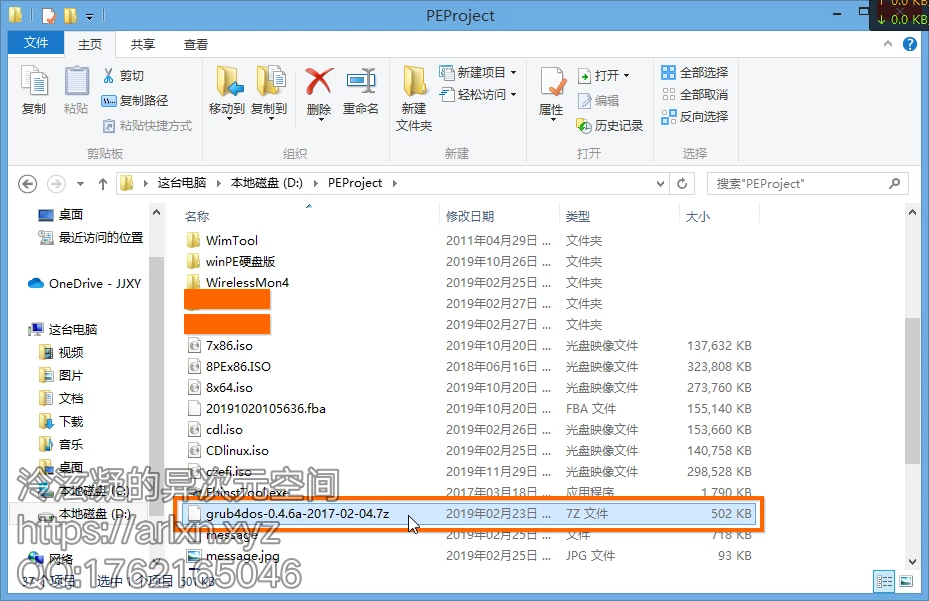 PEProject
↑ 0.0 KB
↓ 0.0 KB
文件 主页 共享 查看
复制
粘贴
剪切
复制路径
粘贴快捷方式
剪贴板
移动到
复制到
删除
重命名
组织
新建
文件夹
新建项目
轻松访问
新建
属性
打开
编辑
历史记录
打开
全部选择
全部取消
反向选择
选择
这台电脑 本地磁盘 (D:) PEProject
搜索"PEProject"
桌面
最近访问的位置
OneDrive - JJXY
这台电脑
视频
图片
文档
下载
音乐
桌面
本地磁盘 (C:)
本地磁盘 (D:)
网络
名称 修改日期 类型 大小
WimTool 2011年04月29日 ... 文件夹
winPE硬盘版 2019年10月26日 ... 文件夹
WirelessMon4 2019年02月25日 ... 文件夹
2019年02月27日 ... 文件夹
2019年02月27日 ... 文件夹
7x86.iso 2019年10月20日 ... 光盘映像文件 137,632 KB
8PEx86.ISO 2018年06月16日 ... 光盘映像文件 323,808 KB
8x64.iso 2019年10月20日 ... 光盘映像文件 273,760 KB
20191020105636.fba 2019年10月20日 ... FBA 文件 155,140 KB
cdl.iso 2019年02月26日 ... 光盘映像文件 153,660 KB
CDlinux.iso 2019年02月25日 ... 光盘映像文件 140,758 KB
czefi.iso 2019年11月29日 ... 光盘映像文件 298,528 KB
FbinstTool.exe 2017年03月18日 ... 应用程序 1,790 KB
grub4dos-0.4.6a-2017-02-04.7z 2019年02月23日 ... 7Z 文件 502 KB
message 2019年02月25日 ... 文件 718 KB
message.jpg 2019年02月25日 ... JPG 文件 93 KB
37 个项目 选中 1 个项目 501 KB
泠泫凝的异次元空间
https://arlxn.xyz
QQ:1762165046